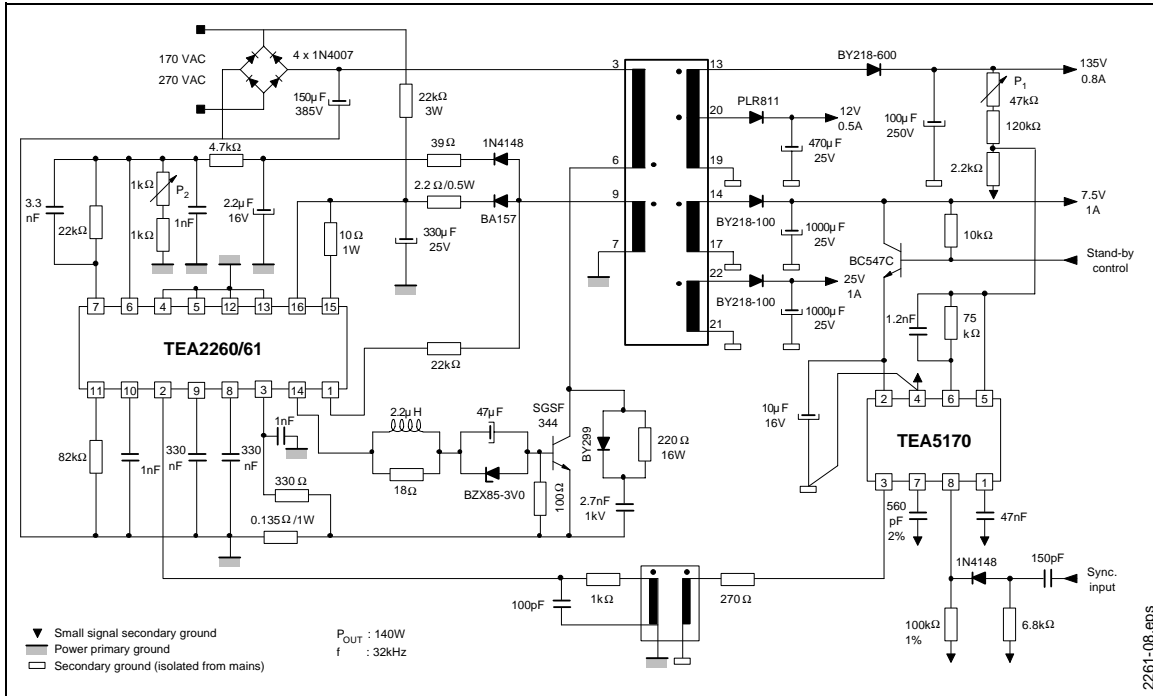 170 VAC
270 VAC
4 x 1N4007
150µF
385V
22kΩ
3W
4.7kΩ
39 Ω
1N4148
2.2 Ω/0.5W
BA157
3.3
nF
22kΩ
1kΩ
P2
1kΩ
1nF
2.2µF
16V
10Ω
1W
330µF
25V
7
6
4
5
12
13
16
15
TEA2260/61
11
10
2
9
8
3
14
1
22kΩ
82kΩ
1nF
330
nF
330
nF
1nF
330 Ω
0.135Ω/1W
2.2µH
18Ω
47µF
BZX85-3V0
SGSF
344
100Ω
BY299
220 Ω
16W
2.7nF
1kV
3
6
9
7
13
20
19
14
17
22
21
BY218-600
135V
0.8A
PLR811
12V
0.5A
470µF
25V
100µF
250V
P1
47kΩ
120kΩ
2.2kΩ
7.5V
1A
BY218-100
1000µF
25V
10kΩ
BC547C
Stand-by
control
25V
1A
BY218-100
1000µF
25V
1.2nF
75
kΩ
10µF
16V
2
4
6
5
TEA5170
3
7
8
1
560
pF
2%
47nF
1N4148
150pF
Sync.
input
100kΩ
1%
6.8kΩ
100pF
1kΩ
270Ω
Small signal secondary ground
Power primary ground
Secondary ground (isolated from mains)
POUT : 140W
f : 32kHz
2261-08.eps